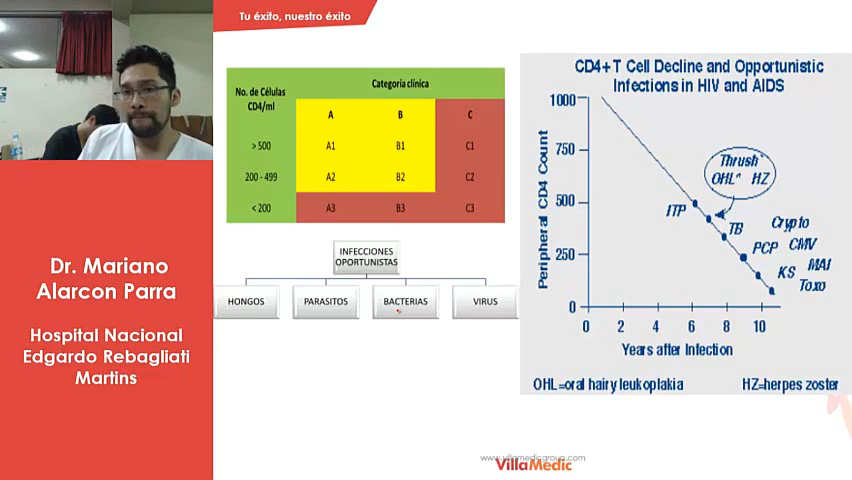 Tu éxito, nuestro éxito
Dr. Mariano
Alarcon Parra
Hospital Nacional
Edgardo Rebagliati
Martins
No. de Células
CD4/ml
Categoría clínica
A B C
> 500 A1 B1 C1
200 - 499 A2 B2 C2
< 200 A3 B3 C3
INFECCIONES
OPORTUNISTAS
HONGOS PARASITOS BACTERIAS VIRUS
CD4+T Cell Decline and Opportunistic
Infections in HIV and AIDS
Peripheral CD4 Count
1000
750
500
250
0
Thrush
OHL" HZ
ITP
TB
Crypto
PCP CMV
KS MAI
Toxo
0 2 4 6 8 10
Years after Infection
OHL=oral hairy leukoplakia HZ=herpes zoster
www.villamedicgroup.com
VillaMedic